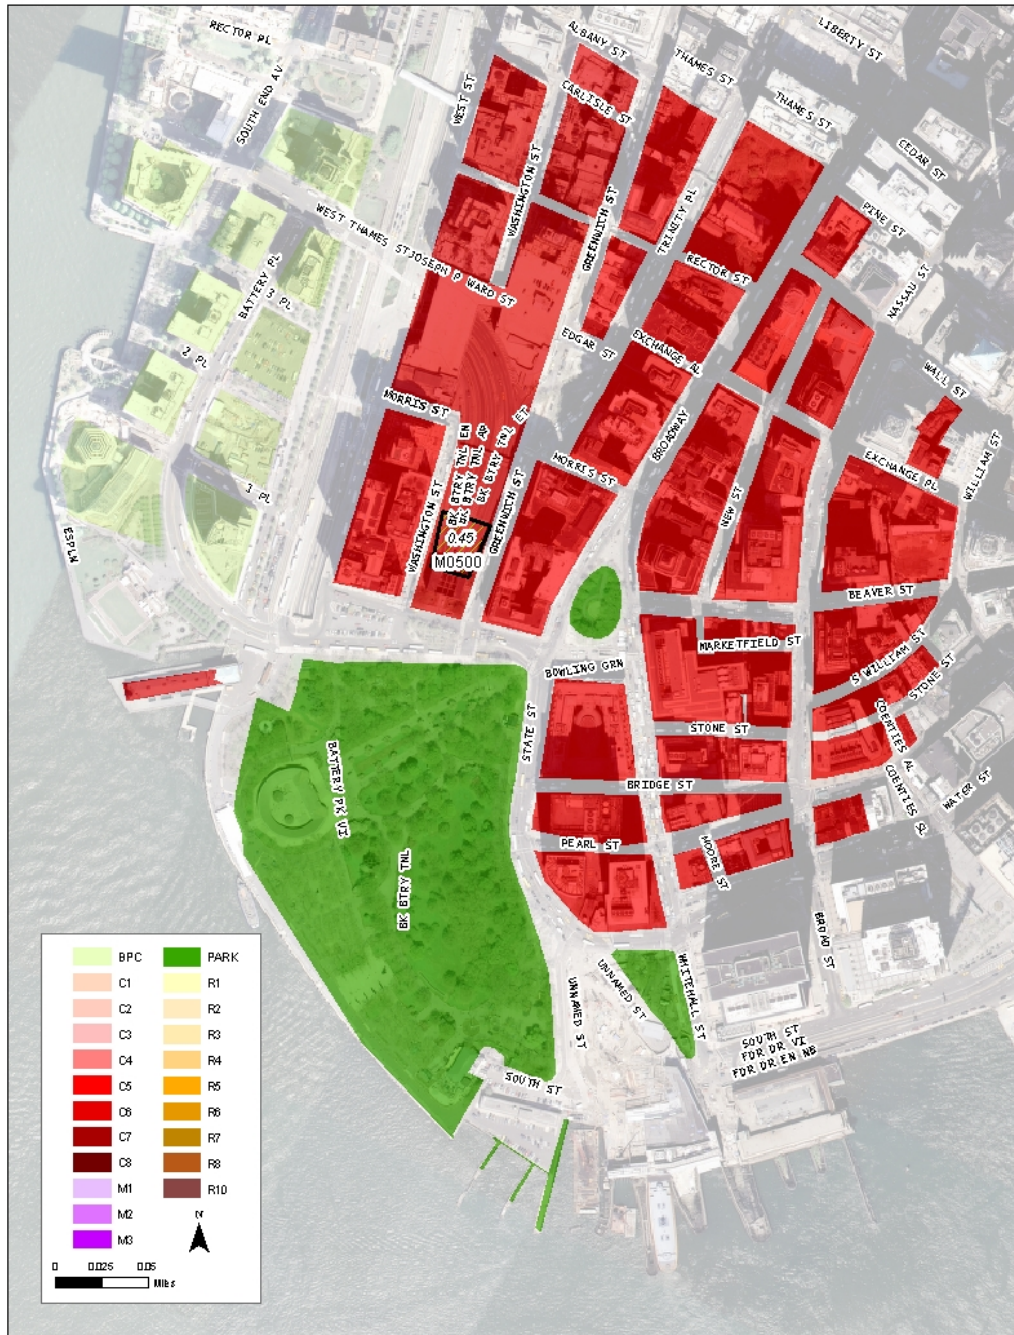 RECTOR PL
ALBANY ST
LIBERTY ST
SOUTH END AV
WEST ST
CARLISLE ST
THAMES ST
THAMES ST
CEDAR ST
WASHINGTON ST
GREENWICH ST
TRINITY PL
PINE ST
WEST THAMES ST
JOSEPH P WARD ST
BATTERY PL
3 PL
RECTOR ST
NASSAU ST
2 PL
EDGAR ST
EXCHANGE AL
WALL ST
MORRIS ST
BROADWAY
MORRIS ST
EXCHANGE PL
WILLIAM ST
1 PL
NEW ST
BK BTRY TNL EN
BK BTRY TNL AP
BK BTRY TNL ET
WASHINGTON ST
GREENWICH ST
0.45
M0500
ESPLN
BEAVER ST
MARKETFIELD ST
S WILLIAM ST
STONE ST
BOWLING GRN
STATE ST
STONE ST
COENTIES AL
BATTERY PK VI
BRIDGE ST
WATER ST
COENTIES SL
PEARL ST
MOORE ST
BK BTRY TNL
BROAD ST
UNNAMED ST
UNNAMED ST
WHITEHALL ST
SOUTH ST
FDR DR VI
FDR DR EN NB
SOUTH ST
BPC PARK
C1 R1
C2 R2
C3 R3
C4 R4
C5 R5
C6 R6
C7 R7
C8 R8
M1 R10
M2
M3
N
0 0.025 0.05
Miles